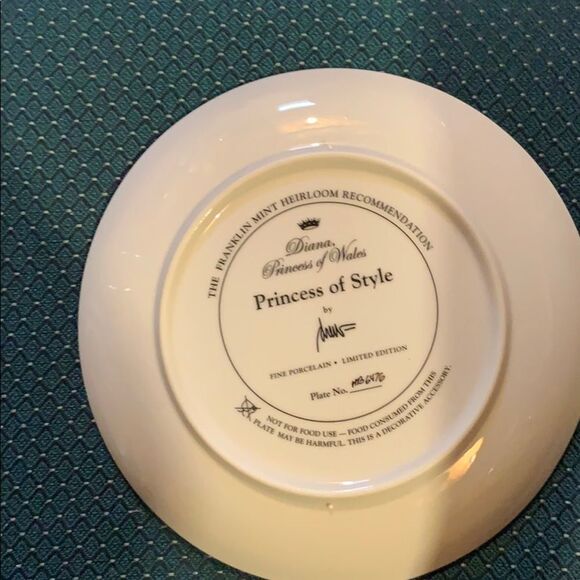 THE FRANKLIN MINT HEIRLOOM RECOMMENDATION
Diana,
Princess of Wales
Princess of Style
by
FINE PORCELAIN • LIMITED EDITION
Plate No. HB6476
NOT FOR FOOD USE — FOOD CONSUMED FROM THIS
PLATE MAY BE HARMFUL. THIS IS A DECORATIVE ACCESSORY.